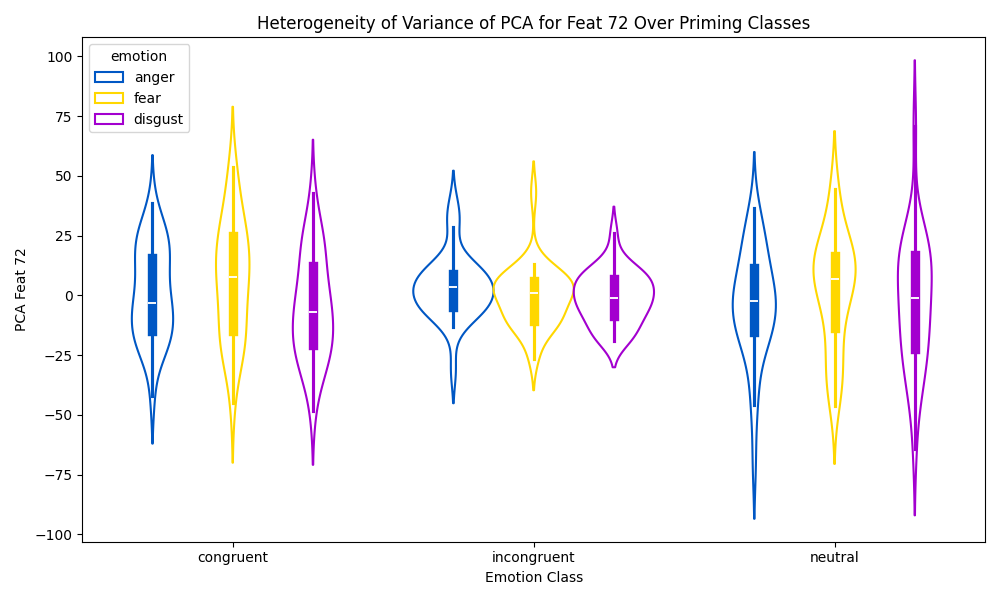 Heterogeneity of Variance of PCA for Feat 72 Over Priming Classes
emotion
anger
fear
disgust
PCA Feat 72
100
75
50
25
0
−25
−50
−75
−100
congruent
incongruent
neutral
Emotion Class